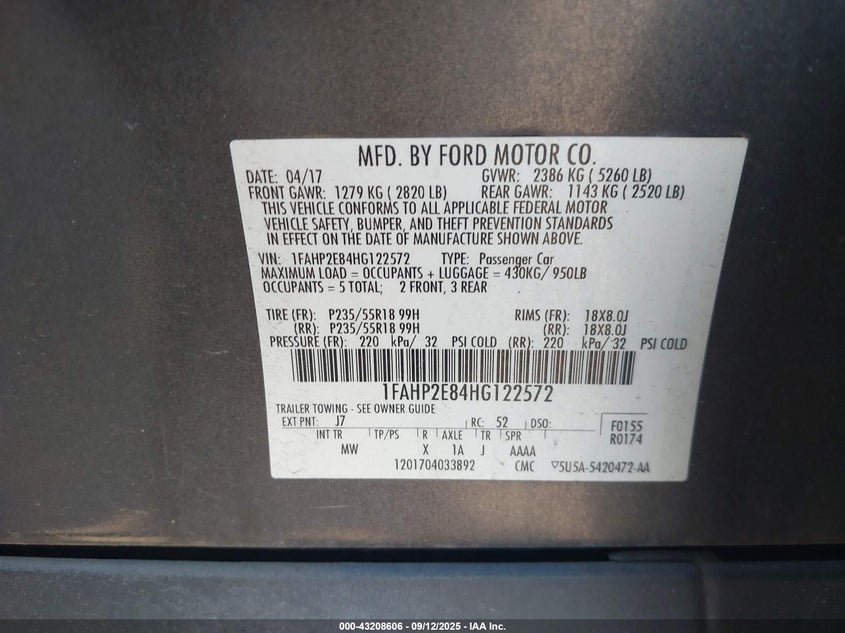 MFD. BY FORD MOTOR CO.
DATE: 04/17 GVWR: 2386 KG ( 5260 LB)
FRONT GAWR: 1279 KG ( 2820 LB) REAR GAWR: 1143 KG ( 2520 LB)
THIS VEHICLE CONFORMS TO ALL APPLICABLE FEDERAL MOTOR
VEHICLE SAFETY, BUMPER, AND THEFT PREVENTION STANDARDS
IN EFFECT ON THE DATE OF MANUFACTURE SHOWN ABOVE.
VIN: 1FAHP2E84HG122572 TYPE: Passenger Car
MAXIMUM LOAD = OCCUPANTS + LUGGAGE = 430KG/ 950LB
OCCUPANTS = 5 TOTAL; 2 FRONT, 3 REAR
TIRE (FR): P235/55R18 99H RIMS (FR): 18X8.0J
(RR): P235/55R18 99H (RR): 18X8.0J
PRESSURE (FR): 220 kPa/ 32 PSI COLD (RR): 220 kPa/ 32 PSI COLD
1FAHP2E84HG122572
TRAILER TOWING - SEE OWNER GUIDE
EXT PNT: J7 RC: 52 DSO: F0155
INT TR TP/PS R AXLE TR SPR R0174
MW X 1A J AAAA
1201704033892 CMC ▽5U5A-5420472-AA
000-43208606 - 09/12/2025 - IAA Inc.